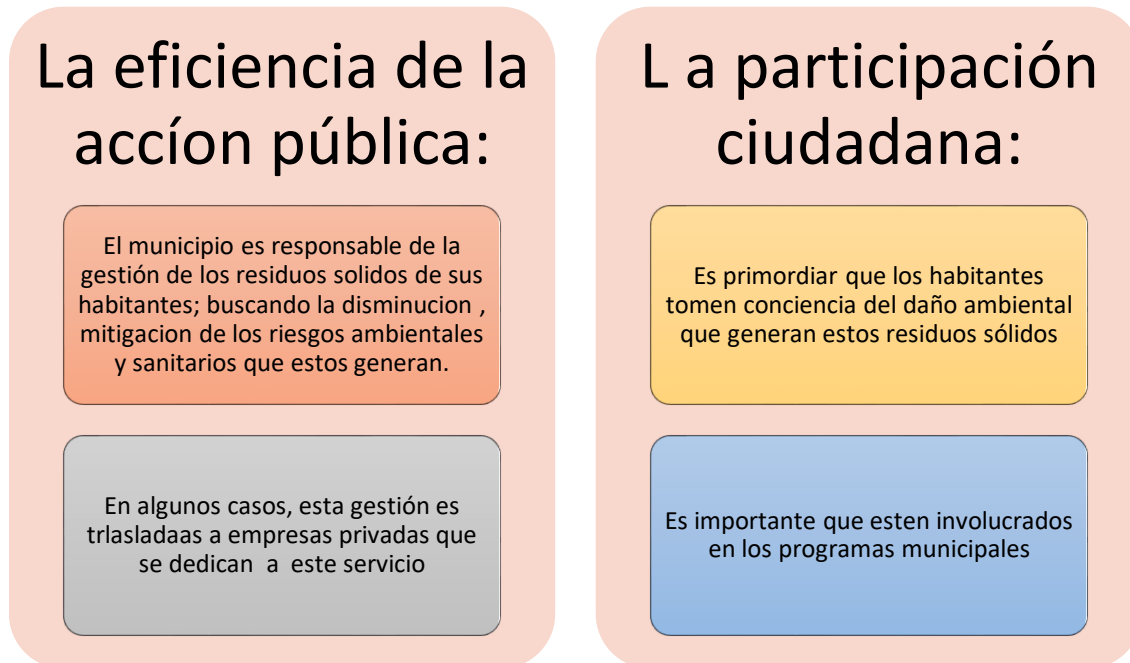 La eficiencia de la
accíon pública:
El municipio es responsable de la
gestión de los residuos solidos de sus
habitantes; buscando la disminucion ,
mitigacion de los riesgos ambientales
y sanitarios que estos generan.
En algunos casos, esta gestión es
trlasladaas a empresas privadas que
se dedican a este servicio
L a participación
ciudadana:
Es primordiar que los habitantes
tomen conciencia del daño ambiental
que generan estos residuos sólidos
Es importante que esten involucrados
en los programas municipales